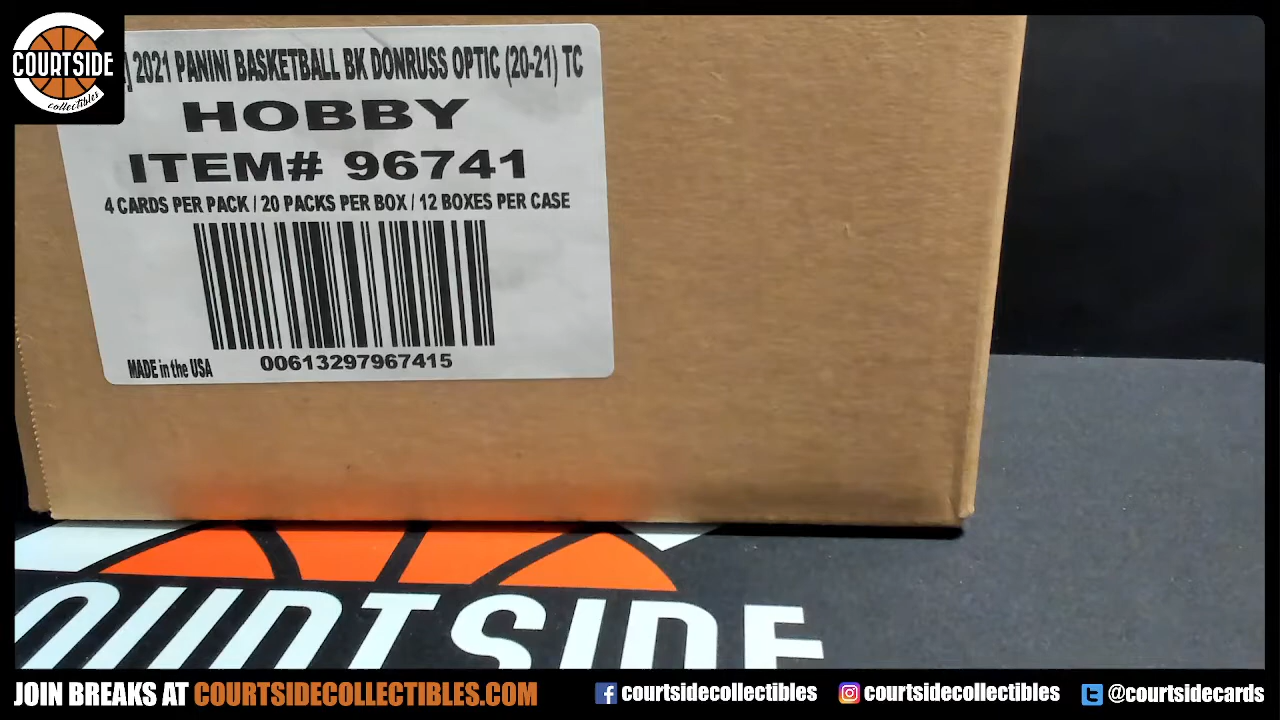 COURTSIDE
collectibles
] 2021 PANINI BASKETBALL BK DONRUSS OPTIC (20-21) TC
HOBBY
ITEM# 96741
4 CARDS PER PACK / 20 PACKS PER BOX / 12 BOXES PER CASE
MADE in the USA
00613297967415
OURTSIDE
JOIN BREAKS AT COURTSIDECOLLECTIBLES.COM
courtsidecollectibles
courtsidecollectibles
@courtsidecards